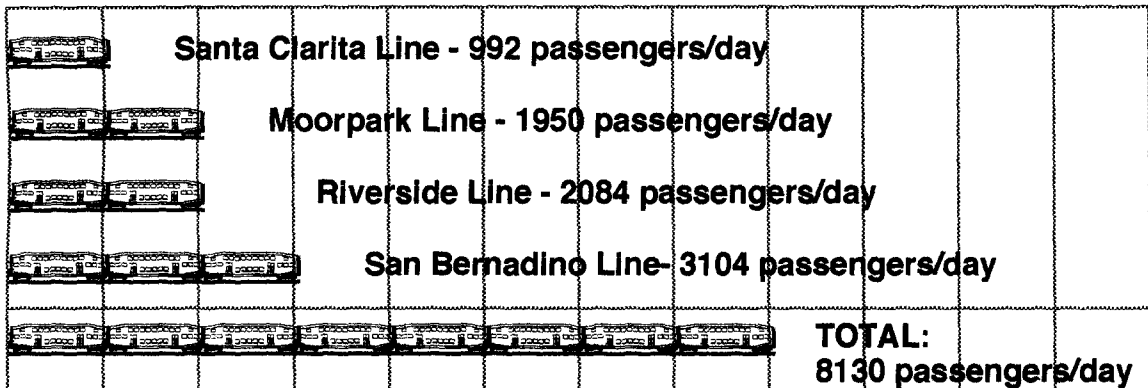 Santa Clarita Line - 992 passengers/day
Moorpark Line - 1950 passengers/day
Riverside Line - 2084 passengers/day
San Bernadino Line- 3104 passengers/day
TOTAL:
8130 passengers/day